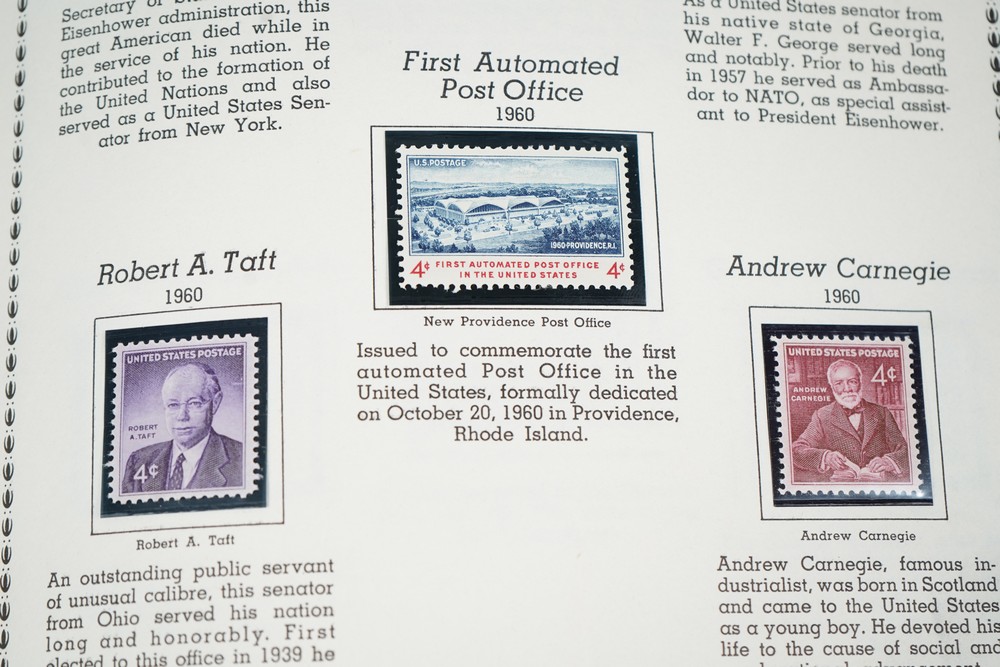 Secretary of
Eisenhower administration, this
great American died while in
the service of his nation. He
contributed to the formation of
the United Nations and also
served as a United States Sen-
ator from New York.
First Automated
Post Office
1960
U.S. POSTAGE
1960·PROVIDENCE, R.I.
4¢ FIRST AUTOMATED POST OFFICE 4¢
IN THE UNITED STATES
New Providence Post Office
Issued to commemorate the first
automated Post Office in the
United States, formally dedicated
on October 20, 1960 in Providence,
Rhode Island.
As a United States senator from
his native state of Georgia,
Walter F. George served long
and notably. Prior to his death
in 1957 he served as Ambassa-
dor to NATO, as special assist-
ant to President Eisenhower.
Robert A. Taft
1960
UNITED STATES POSTAGE
ROBERT
A. TAFT
4¢
Robert A. Taft
An outstanding public servant
of unusual calibre, this senator
from Ohio served his nation
long and honorably. First
elected to this office in 1939 he
Andrew Carnegie
1960
UNITED STATES POSTAGE
4¢
ANDREW
CARNEGIE
Andrew Carnegie
Andrew Carnegie, famous in-
dustrialist, was born in Scotland
and came to the United States
as a young boy. He devoted his
life to the cause of social and